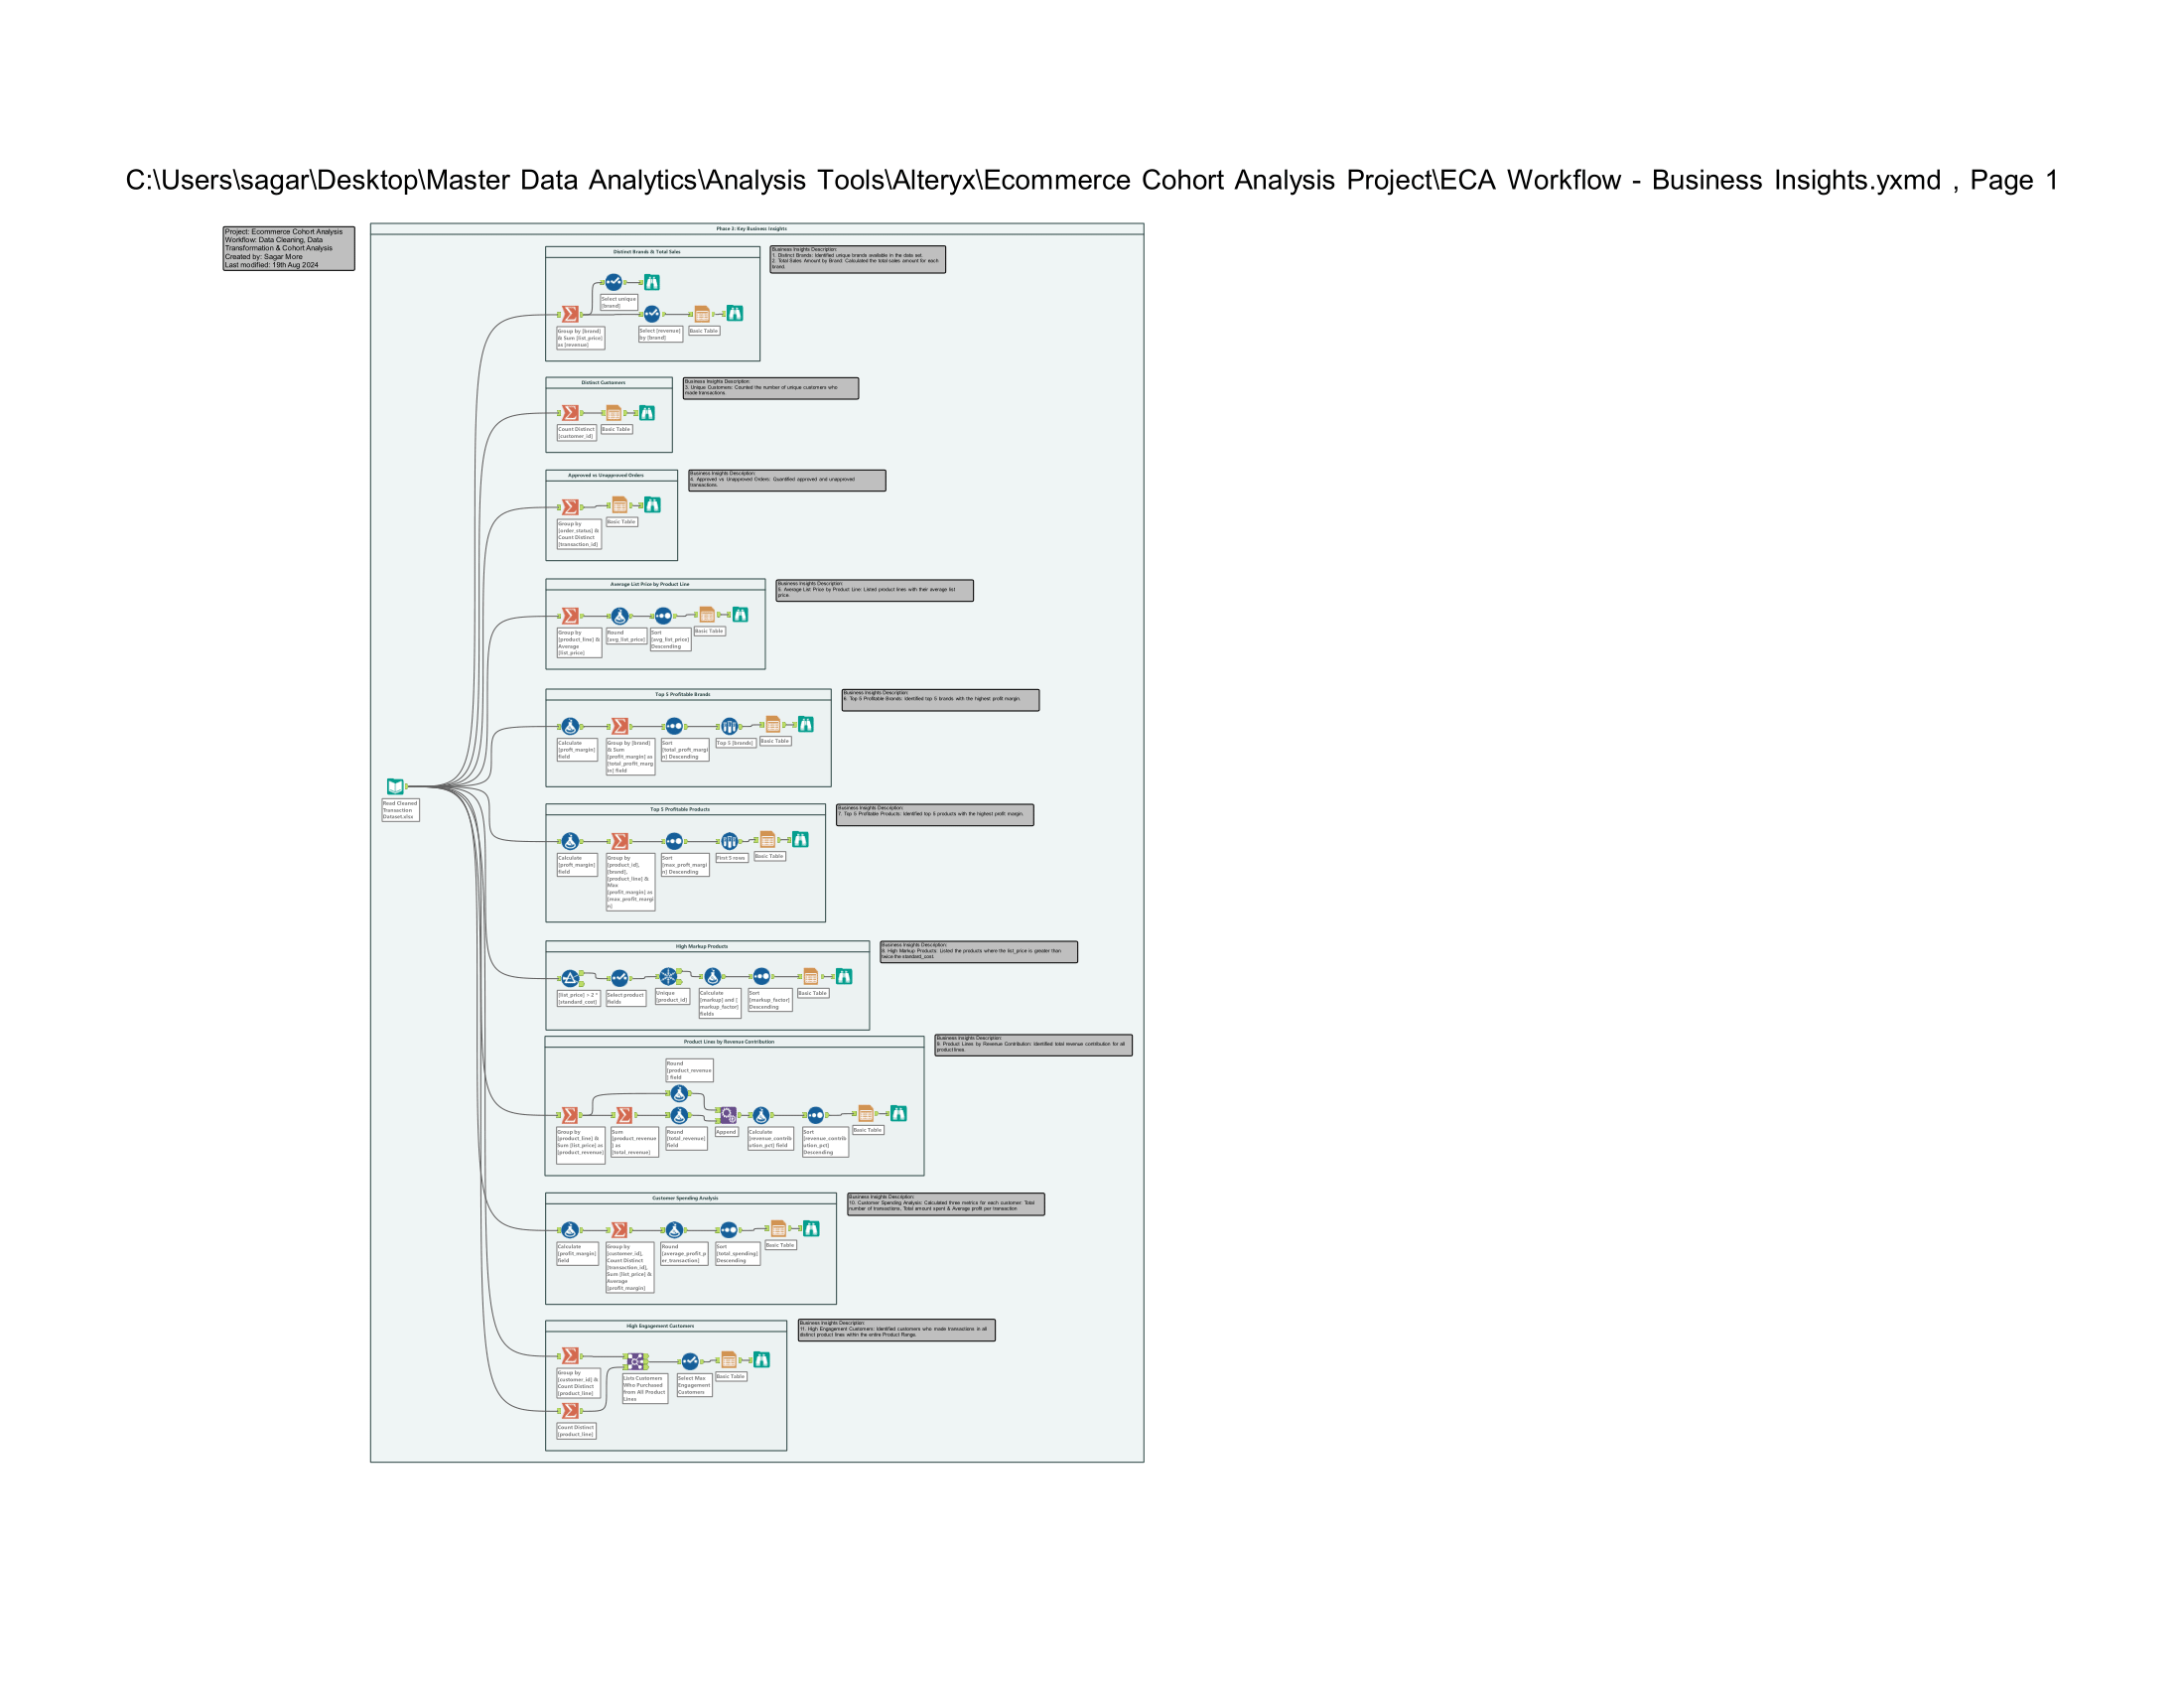 C:\Users\sagar\Desktop\Master Data Analytics\Analysis Tools\Alteryx\Ecommerce Cohort Analysis Project\ECA Workflow - Business Insights.yxmd , Page 1
Project: Ecommerce Cohort Analysis
Workflow: Data Cleaning, Data
Transformation & Cohort Analysis
Created by: Sagar More
Last modified: 19th Aug 2024
Phase 2: Key Business Insights
Read Cleaned
Transaction
Dataset.xlsx
Distinct Brands & Total Sales
Select unique
[brand]
Group by [brand]
& Sum [list_price]
as [revenue]
Select [revenue]
by [brand]
Basic Table
Business Insights Description:
1. Distinct Brands: Identified unique brands available in the data set.
2. Total Sales Amount by Brand: Calculated the total sales amount for each
brand.
Distinct Customers
Count Distinct
[customer_id]
Basic Table
Business Insights Description:
3. Unique Customers: Counted the number of unique customers who
made transactions.
Approved vs Unapproved Orders
Group by
[order_status] &
Count Distinct
[transaction_id]
Basic Table
Business Insights Description:
4. Approved vs Unapproved Orders: Quantified approved and unapproved
transactions.
Average List Price by Product Line
Group by
[product_line] &
Average
[list_price]
Round
[avg_list_price]
Sort
[avg_list_price]
Descending
Basic Table
Business Insights Description:
5. Average List Price by Product Line: Listed product lines with their average list
price.
Top 5 Profitable Brands
Calculate
[proft_margin]
field
Group by [brand]
& Sum
[profit_margin] as
[total_profit_marg
in] field
Sort
[total_proft_margi
n] Descending
Top 5 [brands]
Basic Table
Business Insights Description:
6. Top 5 Profitable Brands: Identified top 5 brands with the highest profit margin.
Top 5 Profitable Products
Calculate
[proft_margin]
field
Group by
[product_id],
[brand],
[product_line] &
Max
[profit_margin] as
[max_profit_margi
n]
Sort
[max_proft_margi
n] Descending
First 5 rows
Basic Table
Business Insights Description:
7. Top 5 Profitable Products: Identified top 5 products with the highest profit margin.
High Markup Products
[list_price] > 2 *
[standard_cost]
Select product
fields
Unique
[product_id]
Calculate
[markup] and [
markup_factor]
fields
Sort
[markup_factor]
Descending
Basic Table
Business Insights Description:
8. High Markup Products: Listed the products where the list_price is greater than
twice the standard_cost.
Product Lines by Revenue Contribution
Round
[product_revenue
] field
Group by
[product_line] &
Sum [list_price] as
[product_revenue]
Sum
[product_revenu
] as
[total_revenue]
Round
[total_revenue]
field
Append
Calculate
[revenue_contrib
ution_pct] field
Sort
[revenue_contrib
ution_pct]
Descending
Basic Table
Business Insights Description:
9. Product Lines by Revenue Contribution: Identified total revenue contribution for all
product lines.
Customer Spending Analysis
Calculate
[profit_margin]
field
Group by
[customer_id],
Count Distinct
[transaction_id],
Sum [list_price] &
Average
[profit_margin]
Round
[average_profit_p
er_transaction]
Sort
[total_spending]
Descending
Basic Table
Business Insights Description:
10. Customer Spending Analysis: Calculated three metrics for each customer: Total
number of transactions, Total amount spent & Average profit per transaction
High Engagement Customers
Group by
[customer_id] &
Count Distinct
[product_line]
Count Distinct
[product_line]
Lists Customers
Who Purchased
from All Product
Lines
Select Max
Engagement
Customers
Basic Table
Business Insights Description:
11. High Engagement Customers: Identified customers who made transactions in all
distinct product lines within the entire Product Range.